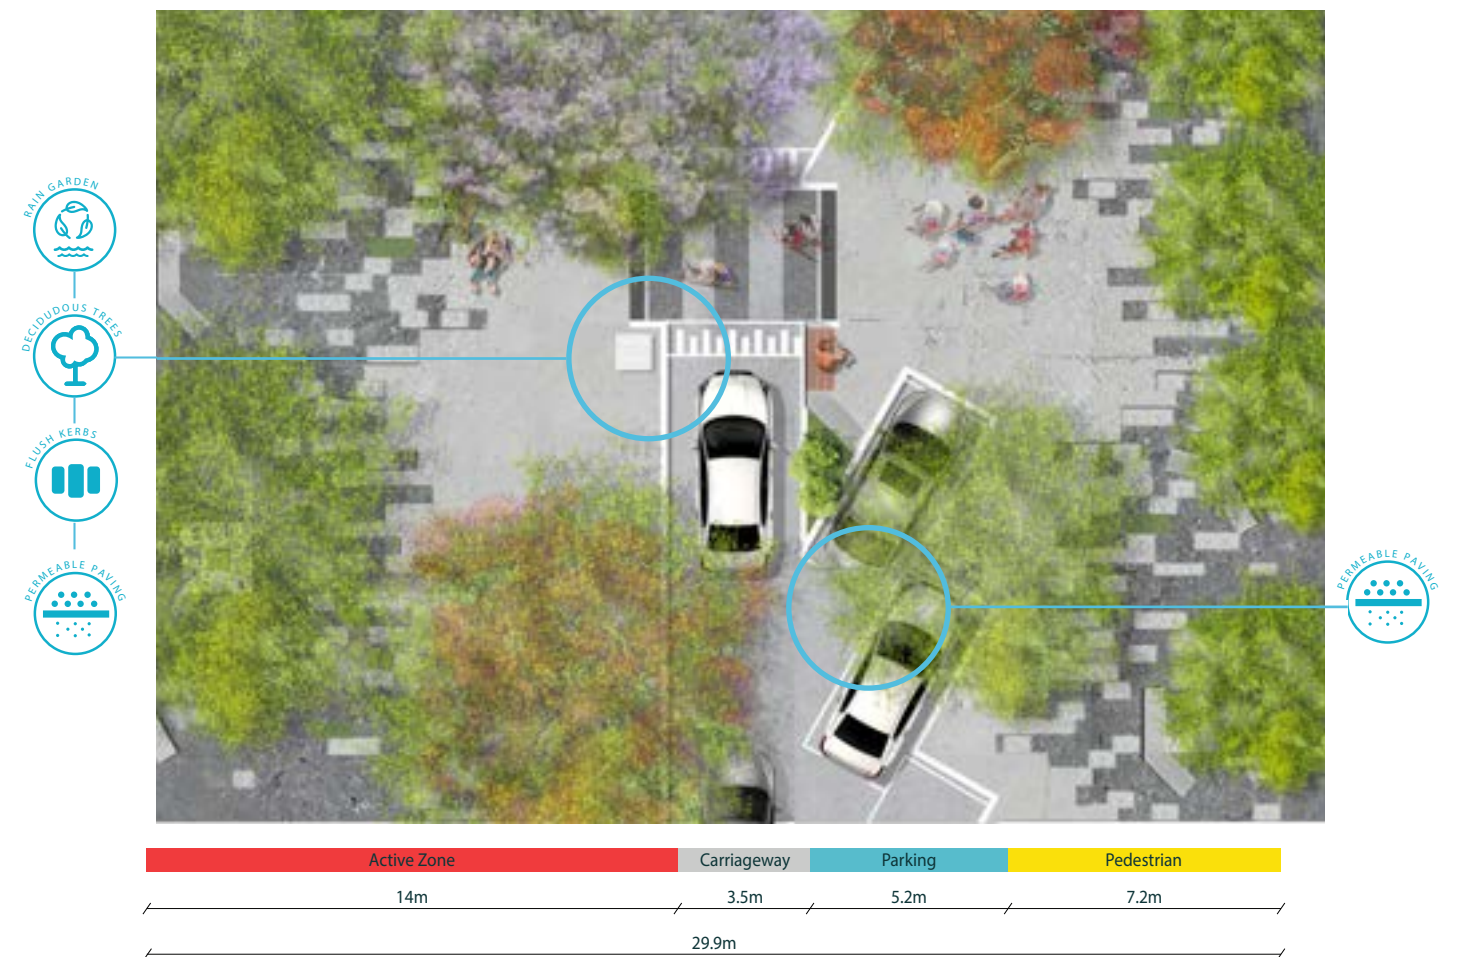 RAIN GARDEN
DECIDUDOUS TREES
FLUSH KERBS
PERMEABLE PAVING
PERMEABLE PAVING
Active Zone
Carriageway
Parking
Pedestrian
14m
3.5m
5.2m
7.2m
29.9m